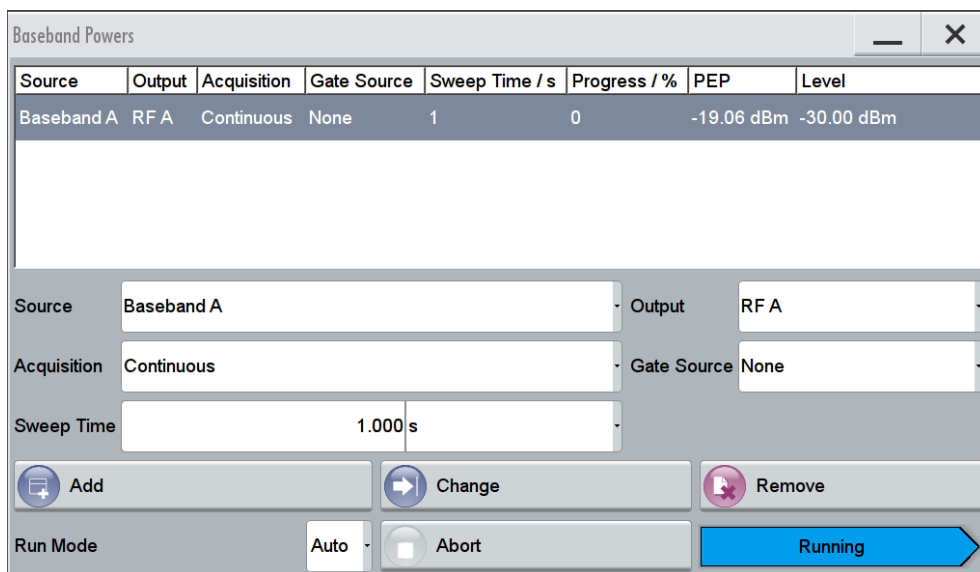 Baseband Powers
Source Output Acquisition Gate Source Sweep Time / s Progress / % PEP Level
Baseband A RF A Continuous None 1 0 -19.06 dBm -30.00 dBm
Source Baseband A Output RF A
Acquisition Continuous Gate Source None
Sweep Time 1.000 s
Add Change Remove
Run Mode Auto Abort Running